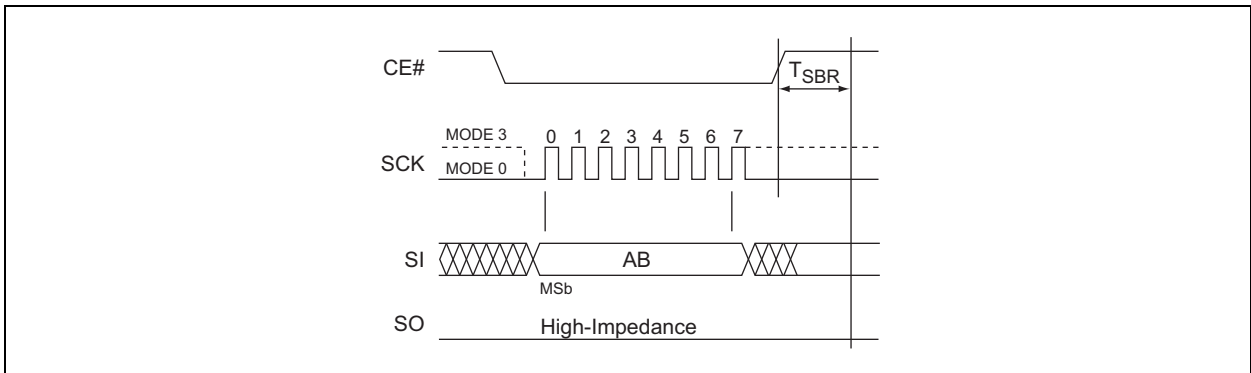 CE#
TSBR
MODE 3
0 1 2 3 4 5 6 7
SCK
MODE 0
SI
AB
MSb
SO
High-Impedance